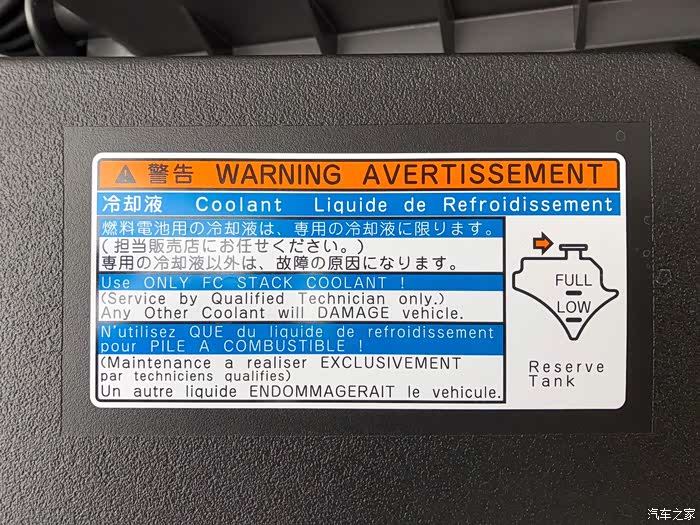 警告 WARNING AVERTISSEMENT
冷却液 Coolant Liquide de Refroidissement
燃料電池用の冷却液は、専用の冷却液に限ります。
(担当販売店にお任せください。)
専用の冷却液以外は、故障の原因になります。
Use ONLY FC STACK COOLANT !
(Service by Qualified Technician only.)
Any Other Coolant will DAMAGE vehicle.
N'utilisez QUE du liquide de refroidissement
pour PILE A COMBUSTIBLE !
(Maintenance a realiser EXCLUSIVEMENT
par techniciens qualifies)
Un autre liquide ENDOMMAGERAIT le vehicule.
FULL
LOW
Reserve
Tank
汽车之家